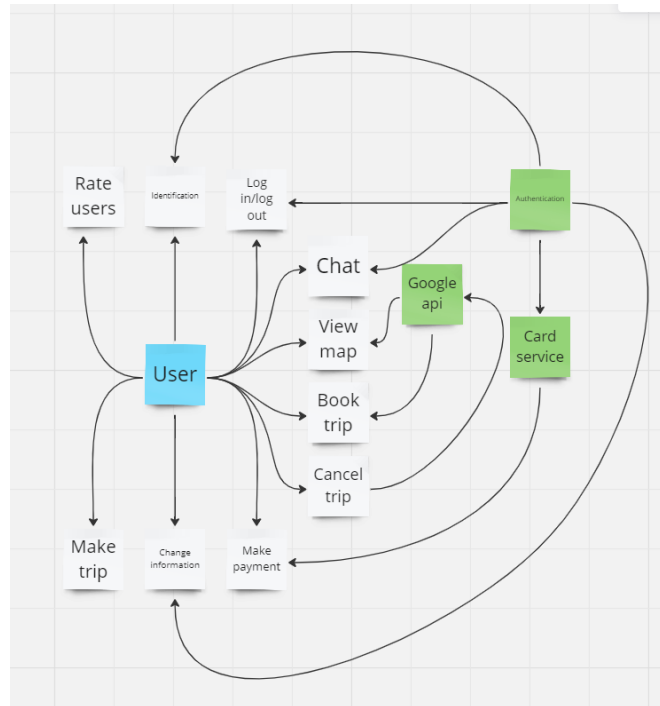 Rate
users
Identification
Log
in/log
out
Authentication
Chat
Google
api
View
map
Card
service
User
Book
trip
Cancel
trip
Make
trip
Change
information
Make
payment